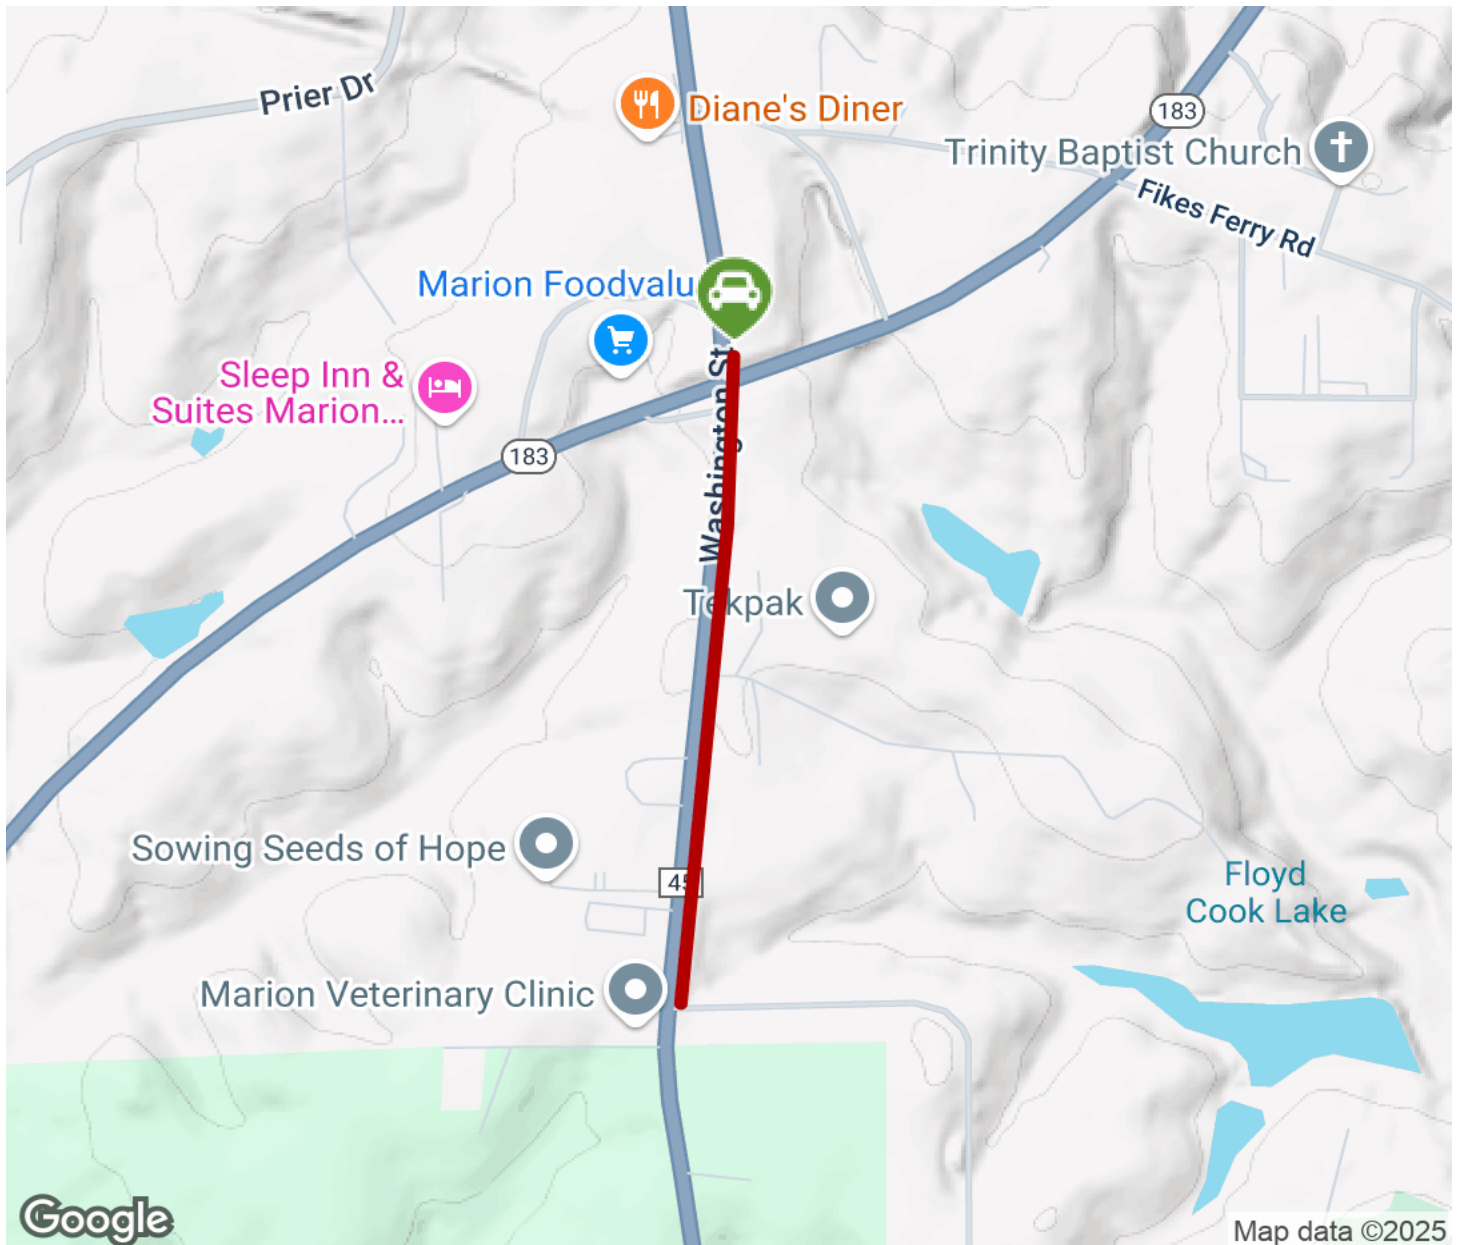 Prier Dr
Diane's Diner
183
Trinity Baptist Church
Fikes Ferry Rd
Marion Foodvalu
Sleep Inn &
Suites Marion...
183
Washington St
Tekpak
Sowing Seeds of Hope
45
Floyd
Cook Lake
Marion Veterinary Clinic
Google
Map data ©2025